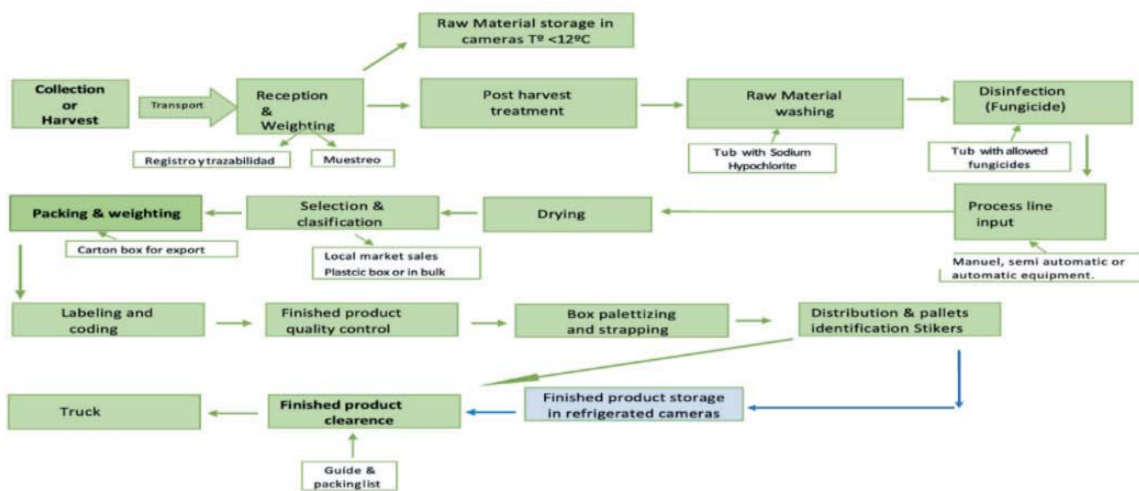 Raw Material storage in
cameras Tº <12ºC
Collection
or
Harvest
Transport
Reception
&
Weighting
Post harvest
treatment
Raw Material
washing
Disinfection
(Fungicide)
Registro y trazabilidad
Muestreo
Tub with Sodium
Hypochlorite
Tub with allowed
fungicides
Packing & weighting
Selection &
clasification
Drying
Process line
input
Carton box for export
Local market sales
Plastcic box or in bulk
Manuel, semi automatic or
automatic equipment.
Labeling and
coding
Finished product
quality control
Box palettizing
and strapping
Distribution & pallets
identification Stikers
Truck
Finished product
clearence
Finished product storage
in refrigerated cameras
Guide &
packing list